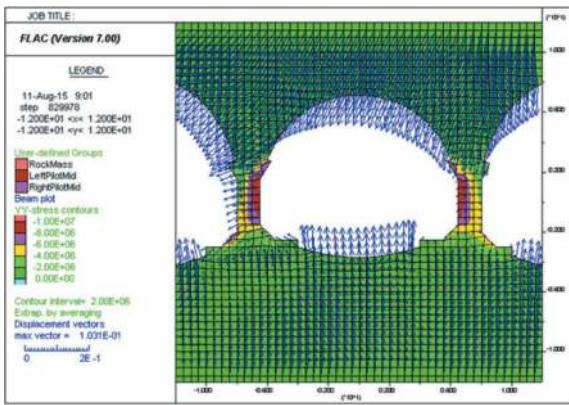 JOB TITLE :
FLAC (Version 7.00)
LEGEND
11-Aug-15 9:01
step 829978
-1.200E+01 <x< 1.200E+01
-1.200E+01 <y< 1.200E+01
User-defined Groups
RockMass
LeftPilotMid
RightPilotMid
Beam plot
YY-stress contours
-1.00E+07
-8.00E+06
-6.00E+06
-4.00E+06
-2.00E+06
0.00E+00
Contour interval= 2.00E+06
Extrap. by averaging
Displacement vectors
max vector = 1.031E-01
0 2E -1
(*10^1)
1.000
0.600
0.200
-0.200
-0.600
-1.000
-1.000 -0.600 -0.200 0.200 0.600 1.000
(*10^1)